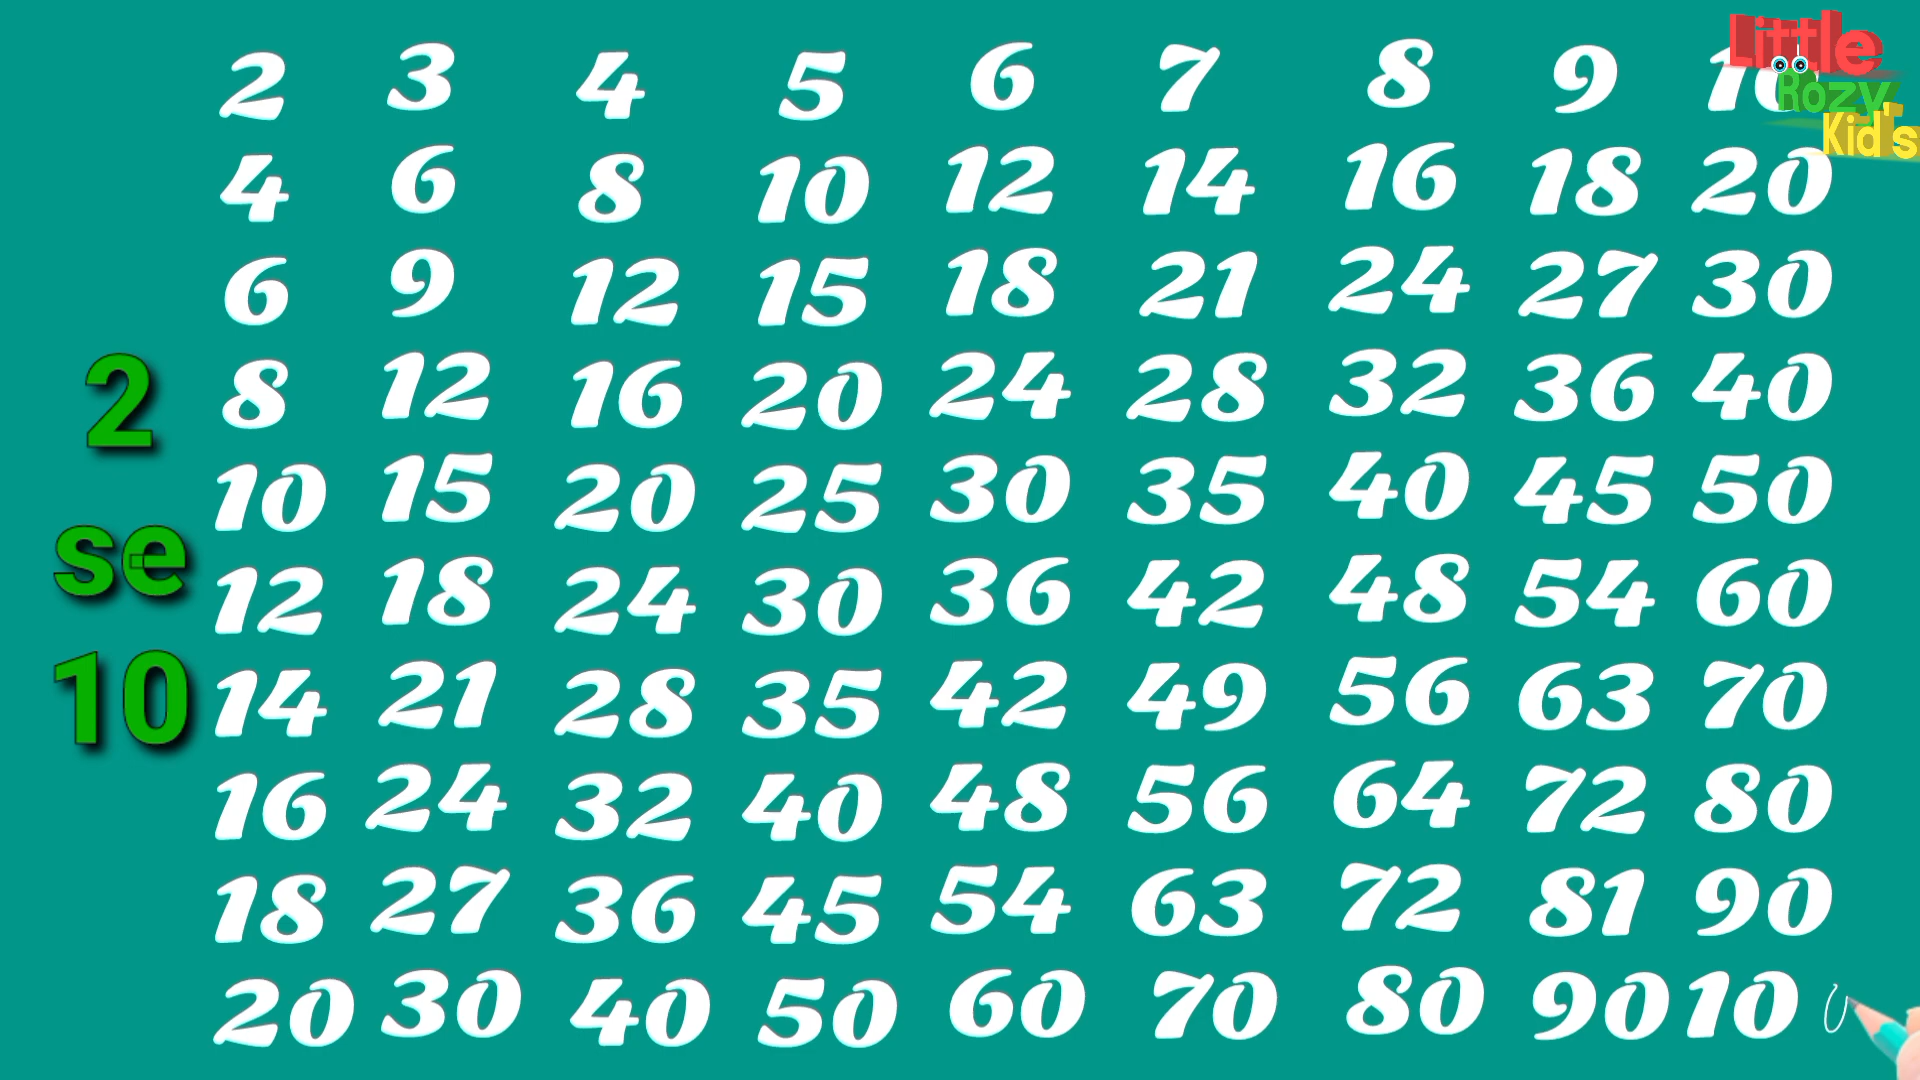 2 3 4 5 6 7 8 9 10
4 6 8 10 12 14 16 18 20
6 9 12 15 18 21 24 27 30
8 12 16 20 24 28 32 36 40
10 15 20 25 30 35 40 45 50
12 18 24 30 36 42 48 54 60
14 21 28 35 42 49 56 63 70
16 24 32 40 48 56 64 72 80
18 27 36 45 54 63 72 81 90
20 30 40 50 60 70 80 90 100
2
se
10
Little
Rozy
Kid's